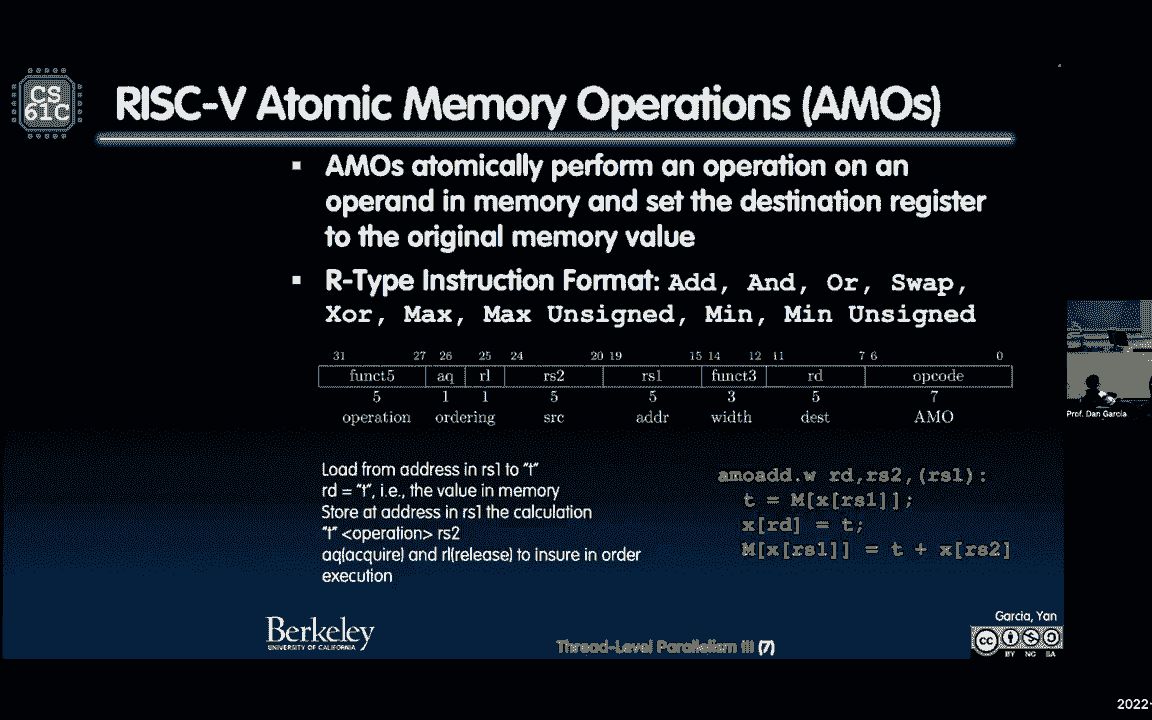 CS
61C
RISC-V Atomic Memory Operations (AMOs)
▪ AMOs atomically perform an operation on an
operand in memory and set the destination register
to the original memory value
▪ R-Type Instruction Format: Add, And, Or, Swap,
Xor, Max, Max Unsigned, Min, Min Unsigned
31 27 26 25 24 20 19 15 14 12 11 7 6 0
funct5 aq rl rs2 rs1 funct3 rd opcode
5 1 1 5 5 3 5 7
operation ordering src addr width dest AMO
Load from address in rs1 to "t"
rd = "t", i.e., the value in memory
Store at address in rs1 the calculation
"t" <operation> rs2
aq(acquire) and rl(release) to insure in order
execution
amoadd.w rd,rs2,(rs1):
t = M[x[rs1]];
x[rd] = t;
M[x[rs1]] = t + x[rs2]
Prof. Dan Garcia
Berkeley
UNIVERSITY OF CALIFORNIA
Thread-Level Parallelism III (7)
Garcia, Yan
cc
BY NC SA
2022-